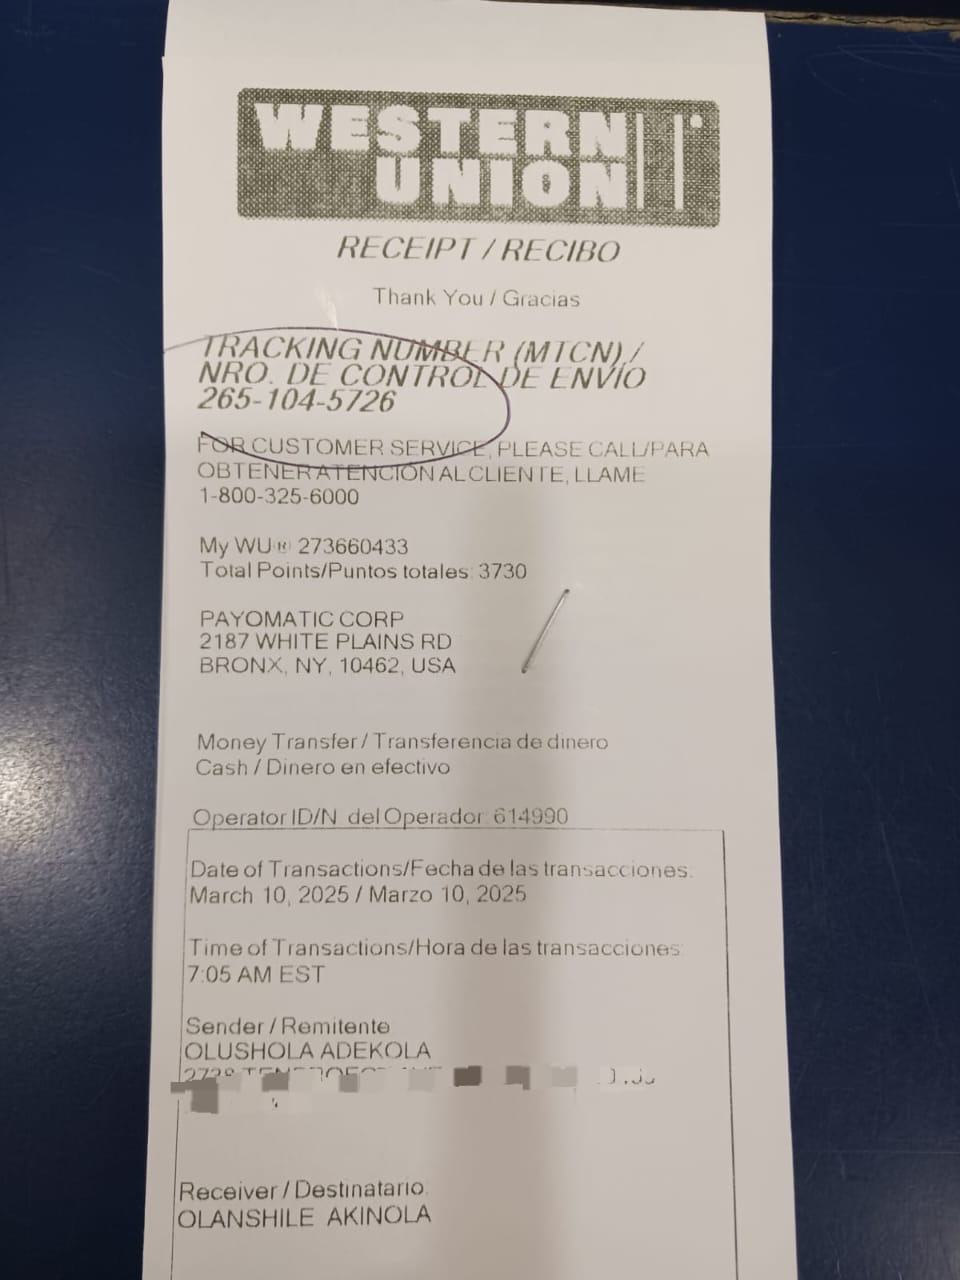 WESTERN
UNION
RECEIPT / RECIBO
Thank You / Gracias
TRACKING NUMBER (MTCN) /
NRO. DE CONTROL DE ENVIO
265-104-5726
FOR CUSTOMER SERVICE, PLEASE CALL/PARA
OBTENER ATENCION AL CLIENTE, LLAME
1-800-325-6000
My WU® 273660433
Total Points/Puntos totales: 3730
PAYOMATIC CORP
2187 WHITE PLAINS RD
BRONX, NY, 10462, USA
Money Transfer / Transferencia de dinero
Cash / Dinero en efectivo
Operator ID/N del Operador: 614990
Date of Transactions/Fecha de las transacciones:
March 10, 2025 / Marzo 10, 2025
Time of Transactions/Hora de las transacciones:
7:05 AM EST
Sender / Remitente
OLUSHOLA ADEKOLA
Receiver / Destinatario:
OLANSHILE AKINOLA